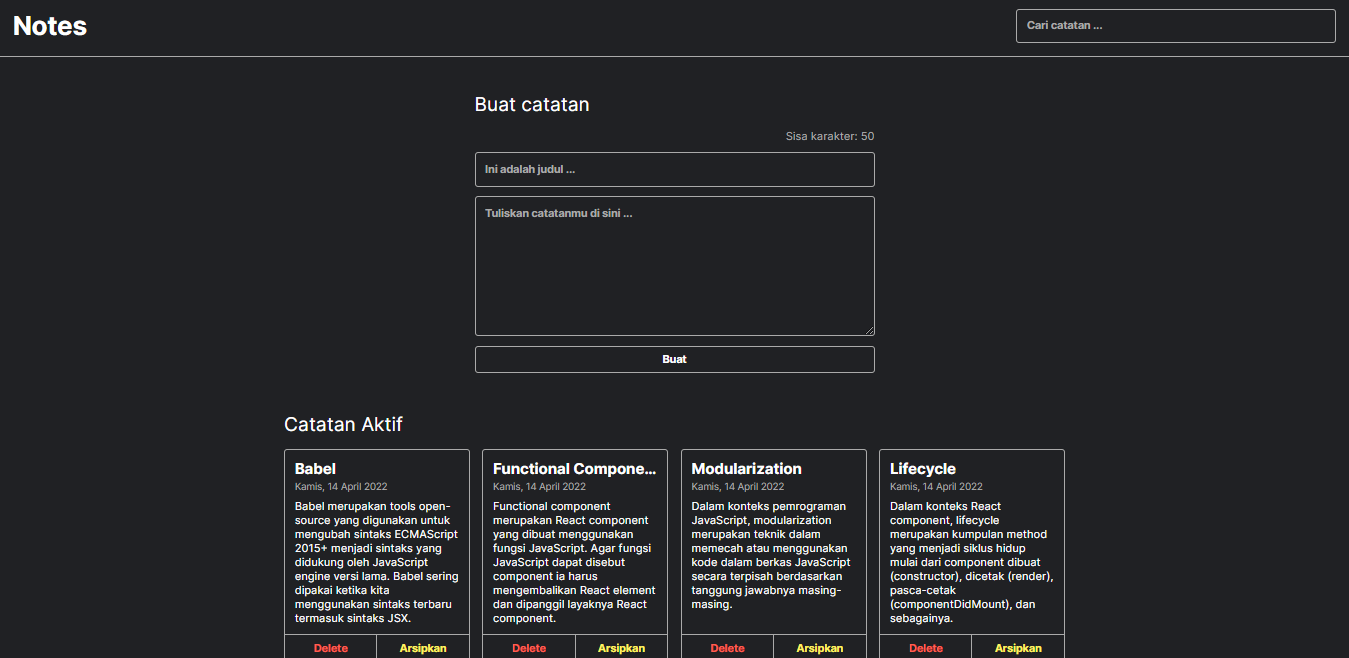 Notes
Cari catatan ...
Buat catatan
Sisa karakter: 50
Ini adalah judul ...
Tuliskan catatanmu di sini ...
Buat
Catatan Aktif
Babel
Kamis, 14 April 2022
Babel merupakan tools open-
source yang digunakan untuk
mengubah sintaks ECMAScript
2015+ menjadi sintaks yang
didukung oleh JavaScript
engine versi lama. Babel sering
dipakai ketika kita
menggunakan sintaks terbaru
termasuk sintaks JSX.
Delete
Arsipkan
Functional Compone...
Kamis, 14 April 2022
Functional component
merupakan React component
yang dibuat menggunakan
fungsi JavaScript. Agar fungsi
JavaScript dapat disebut
component ia harus
mengembalikan React element
dan dipanggil layaknya React
component.
Delete
Arsipkan
Modularization
Kamis, 14 April 2022
Dalam konteks pemrograman
JavaScript, modularization
merupakan teknik dalam
memecah atau menggunakan
kode dalam berkas JavaScript
secara terpisah berdasarkan
tanggung jawabnya masing-
masing.
Delete
Arsipkan
Lifecycle
Kamis, 14 April 2022
Dalam konteks React
component, lifecycle
merupakan kumpulan method
yang menjadi siklus hidup
mulai dari component dibuat
(constructor), dicetak (render),
pasca-cetak
(componentDidMount), dan
sebagainya.
Delete
Arsipkan